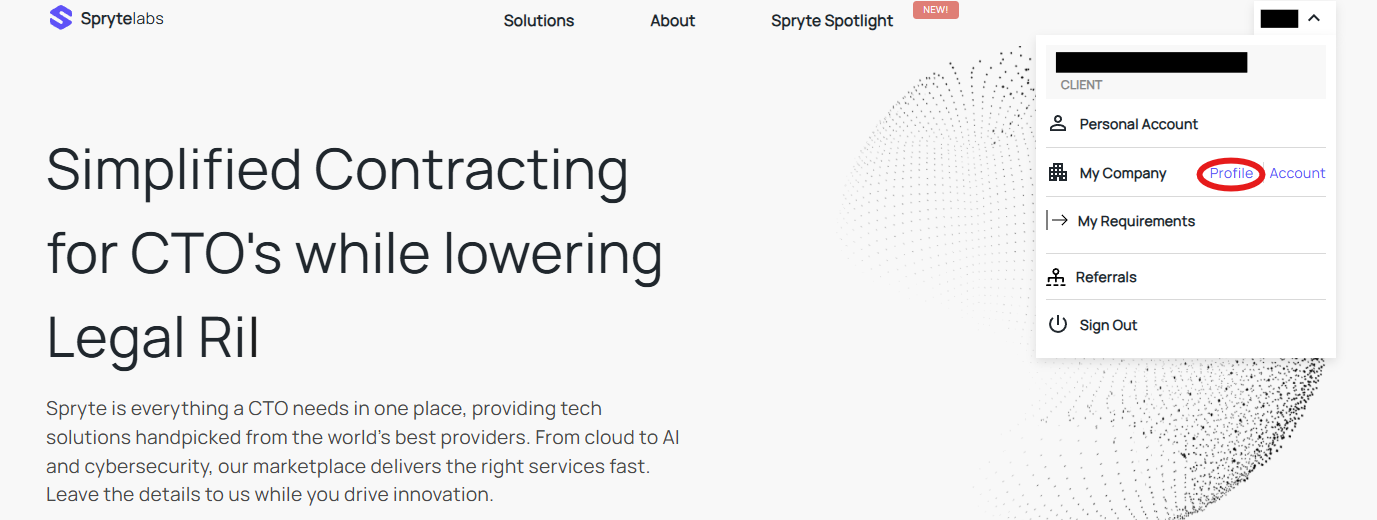 Sprytelabs
Solutions
About
Spryte Spotlight
NEW!
CLIENT
Personal Account
My Company
Profile
Account
My Requirements
Referrals
Sign Out
Simplified Contracting
for CTO's while lowering
Legal Ril
Spryte is everything a CTO needs in one place, providing tech
solutions handpicked from the world's best providers. From cloud to AI
and cybersecurity, our marketplace delivers the right services fast.
Leave the details to us while you drive innovation.